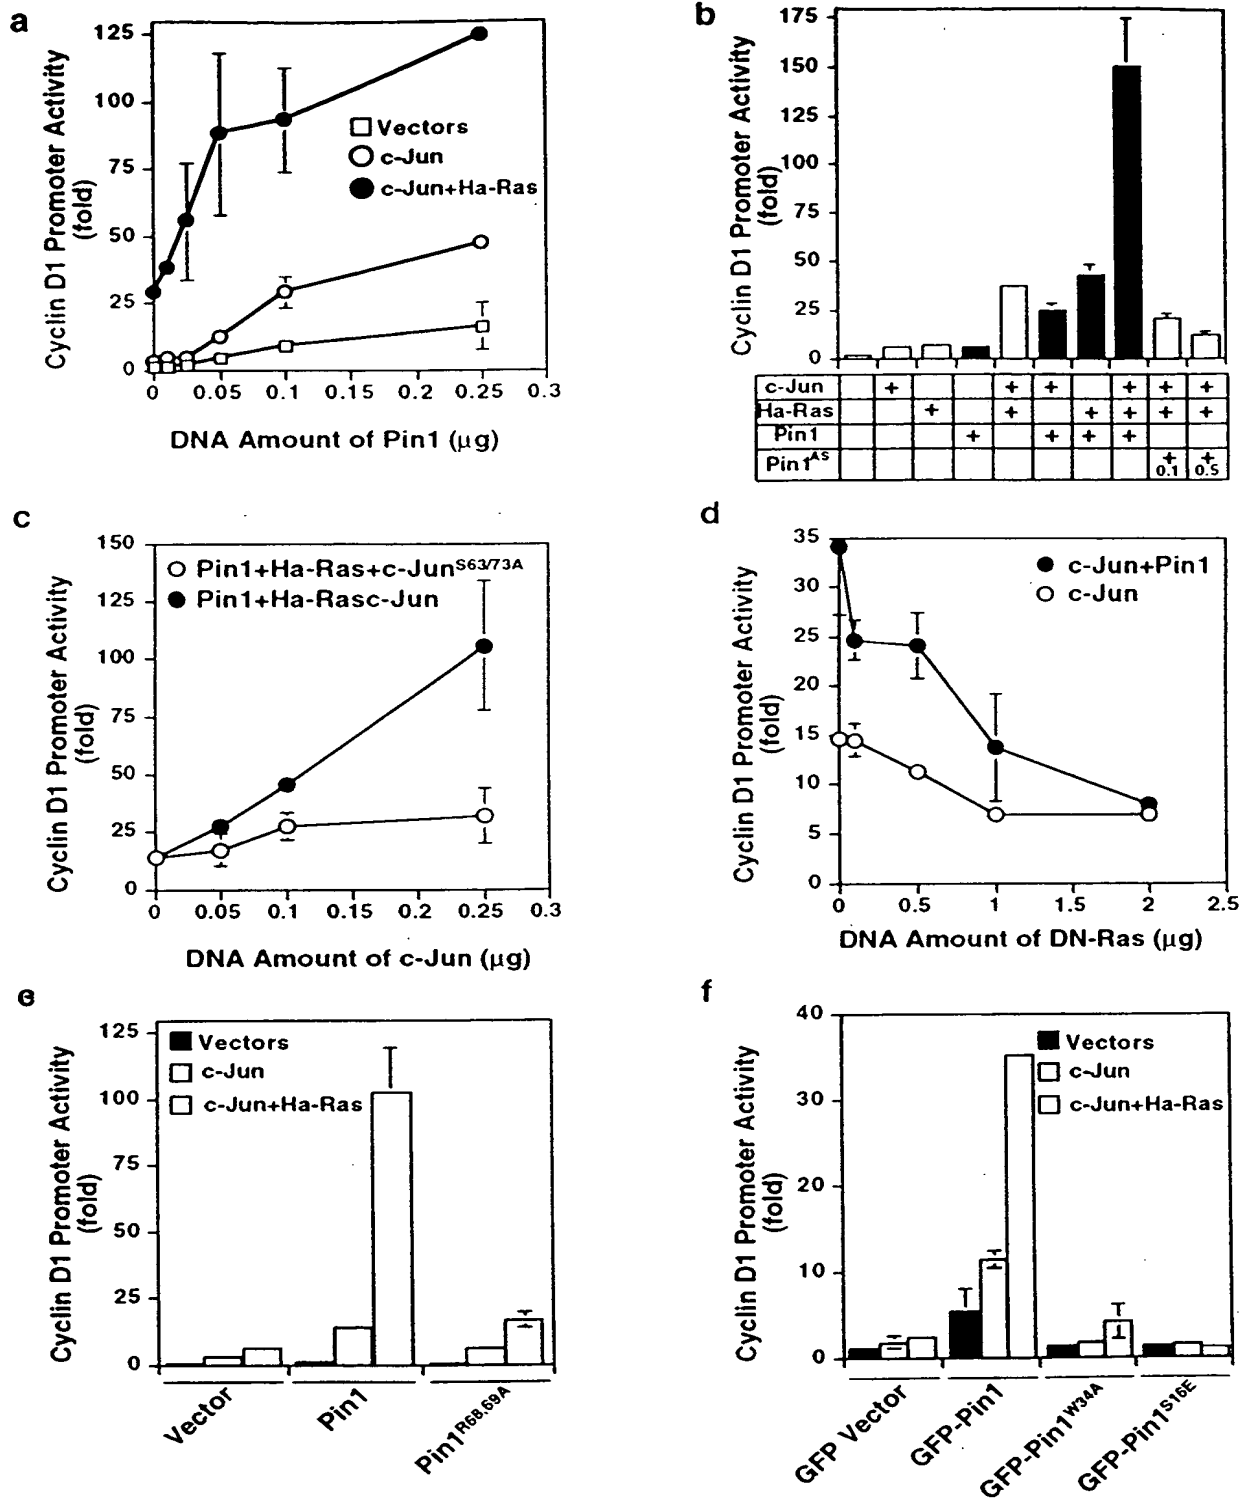 a
Cyclin D1 Promoter Activity
(fold)
125
100
75
50
25
0
Vectors
c-Jun
c-Jun+Ha-Ras
0 0.05 0.1 0.15 0.2 0.25 0.3
DNA Amount of Pin1 (μg)
b
Cyclin D1 Promoter Activity
(fold)
175
150
125
100
75
50
25
0
c-Jun + + + + + +
Ha-Ras + + + + + +
Pin1 + + + +
Pin1AS + +
0.1 0.5
c
Cyclin D1 Promoter Activity
(fold)
150
125
100
75
50
25
0
Pin1+Ha-Ras+c-JunS63/73A
Pin1+Ha-Rasc-Jun
0 0.05 0.1 0.15 0.2 0.25 0.3
DNA Amount of c-Jun (μg)
d
Cyclin D1 Promoter Activity
(fold)
35
30
25
20
15
10
5
0
c-Jun+Pin1
c-Jun
0 0.5 1 1.5 2 2.5
DNA Amount of DN-Ras (μg)
e
Cyclin D1 Promoter Activity
(fold)
125
100
75
50
25
0
Vectors
c-Jun
c-Jun+Ha-Ras
Vector
Pin1
Pin1R68,69A
f
Cyclin D1 Promoter Activity
(fold)
40
30
20
10
0
Vectors
c-Jun
c-Jun+Ha-Ras
GFP Vector
GFP-Pin1
GFP-Pin1W34A
GFP-Pin1S16E